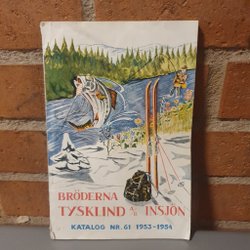 BRÖDERNA
TYSKLIND A/B INSJÖN
KATALOG NR. 61 1953-1954